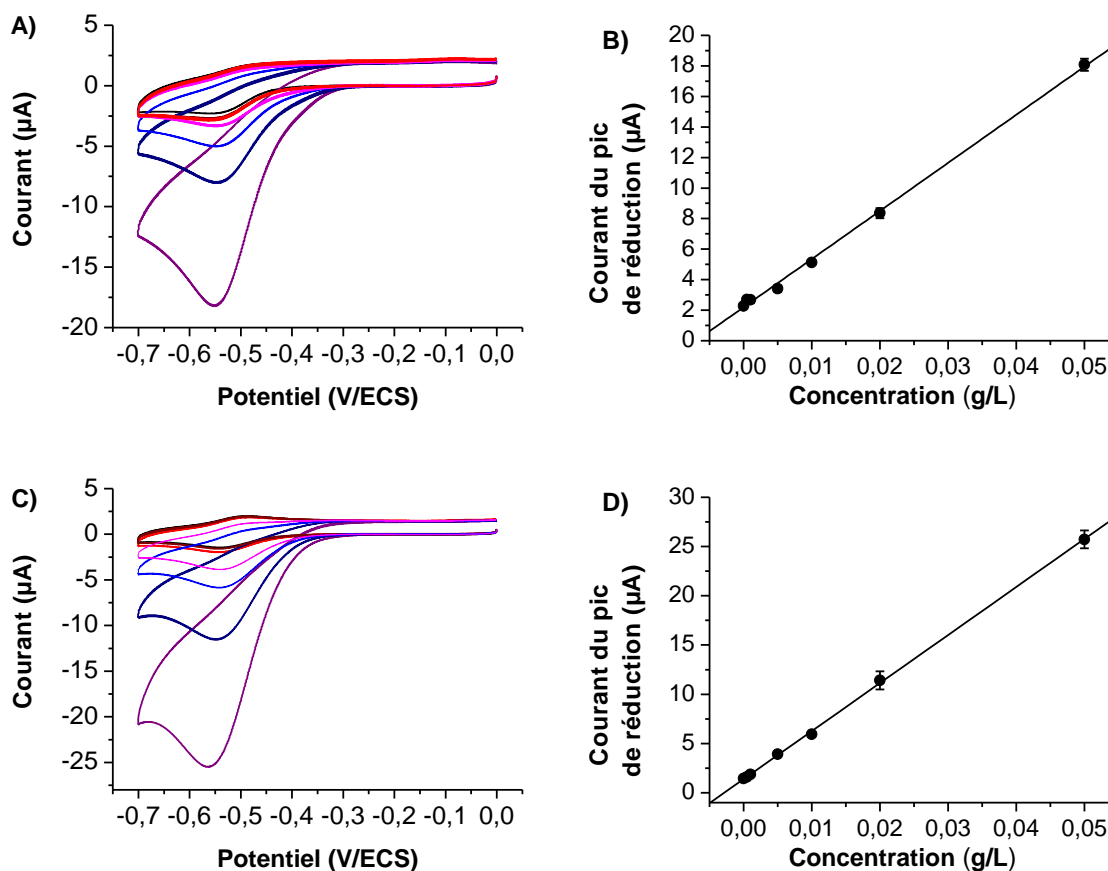 A)
5
0
-5
-10
-15
-20
Courant (µA)
-0,7 -0,6 -0,5 -0,4 -0,3 -0,2 -0,1 0,0
Potentiel (V/ECS)
B)
20
18
16
14
12
10
8
6
4
2
0
Courant du pic
de réduction (µA)
0,00 0,01 0,02 0,03 0,04 0,05
Concentration (g/L)
C)
5
0
-5
-10
-15
-20
-25
Courant (µA)
-0,7 -0,6 -0,5 -0,4 -0,3 -0,2 -0,1 0,0
Potentiel (V/ECS)
D)
30
25
20
15
10
5
0
Courant du pic
de réduction (µA)
0,00 0,01 0,02 0,03 0,04 0,05
Concentration (g/L)